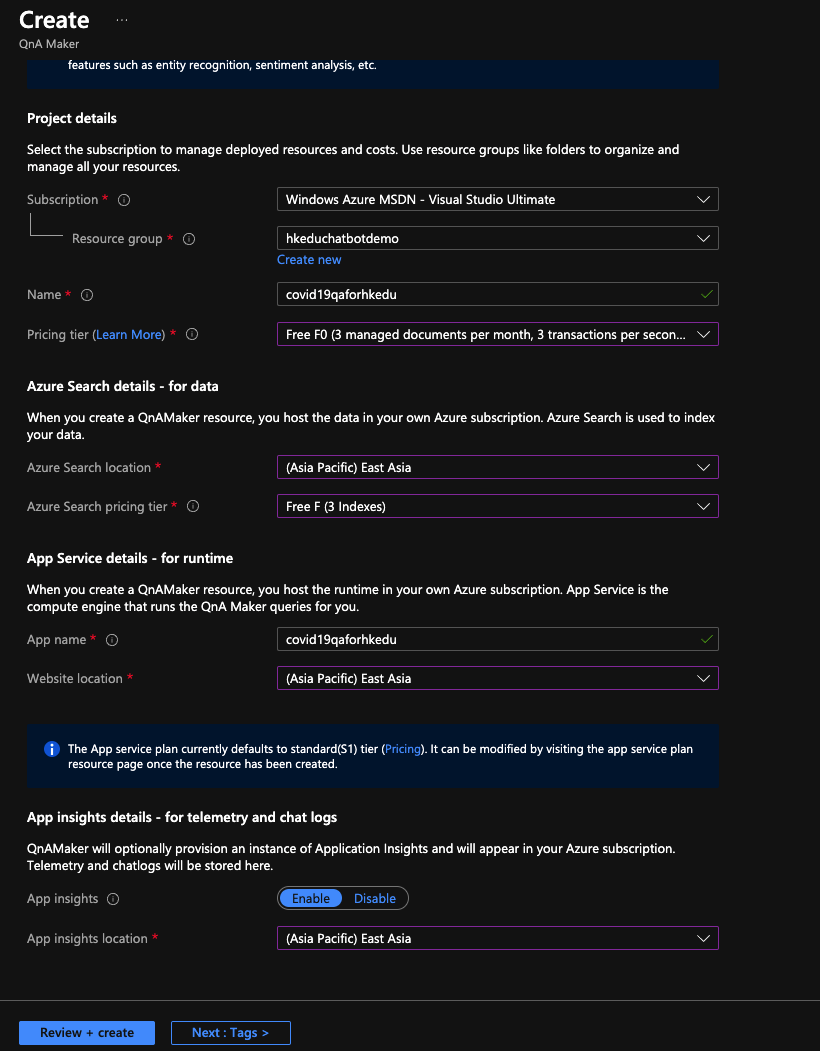 Create ...
QnA Maker
features such as entity recognition, sentiment analysis, etc.
Project details
Select the subscription to manage deployed resources and costs. Use resource groups like folders to organize and
manage all your resources.
Subscription * Windows Azure MSDN - Visual Studio Ultimate
Resource group * hkeduchatbotdemo
Create new
Name * covid19qaforhkedu
Pricing tier (Learn More) * Free F0 (3 managed documents per month, 3 transactions per secon...
Azure Search details - for data
When you create a QnAMaker resource, you host the data in your own Azure subscription. Azure Search is used to index
your data.
Azure Search location * (Asia Pacific) East Asia
Azure Search pricing tier * Free F (3 Indexes)
App Service details - for runtime
When you create a QnAMaker resource, you host the runtime in your own Azure subscription. App Service is the
compute engine that runs the QnA Maker queries for you.
App name * covid19qaforhkedu
Website location * (Asia Pacific) East Asia
The App service plan currently defaults to standard(S1) tier (Pricing). It can be modified by visiting the app service plan
resource page once the resource has been created.
App insights details - for telemetry and chat logs
QnAMaker will optionally provision an instance of Application Insights and will appear in your Azure subscription.
Telemetry and chatlogs will be stored here.
App insights Enable Disable
App insights location * (Asia Pacific) East Asia
Review + create Next : Tags >